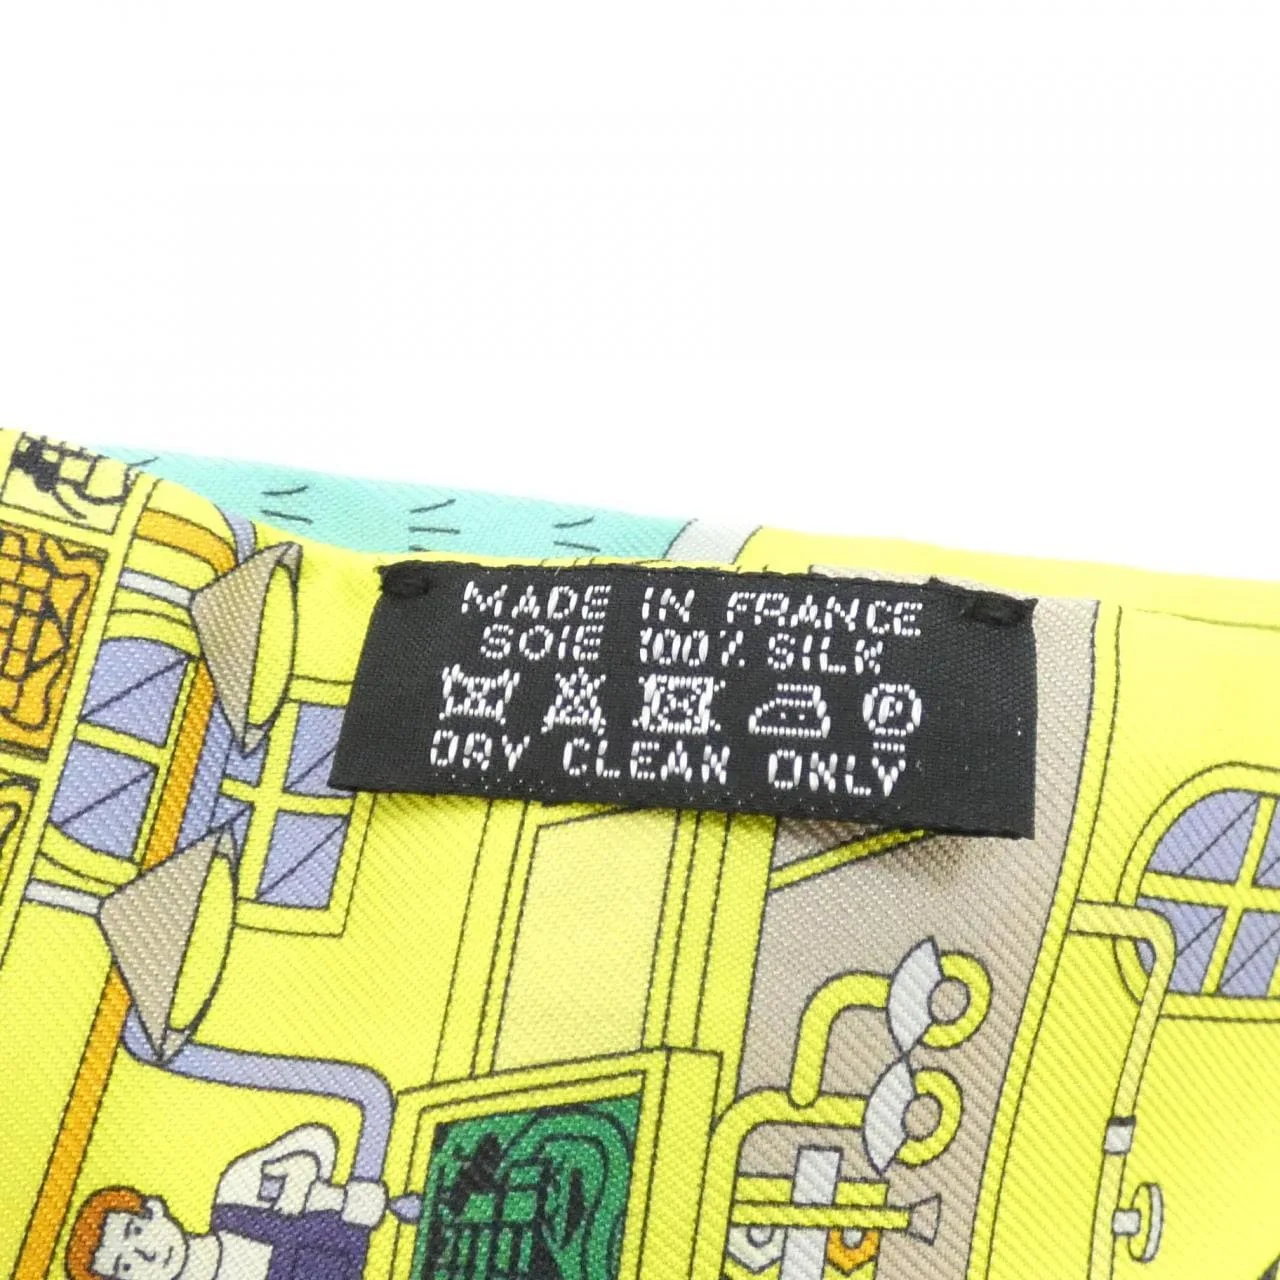 MADE IN FRANCE
SOIE 100% SILK
P
DRY CLEAN ONLY